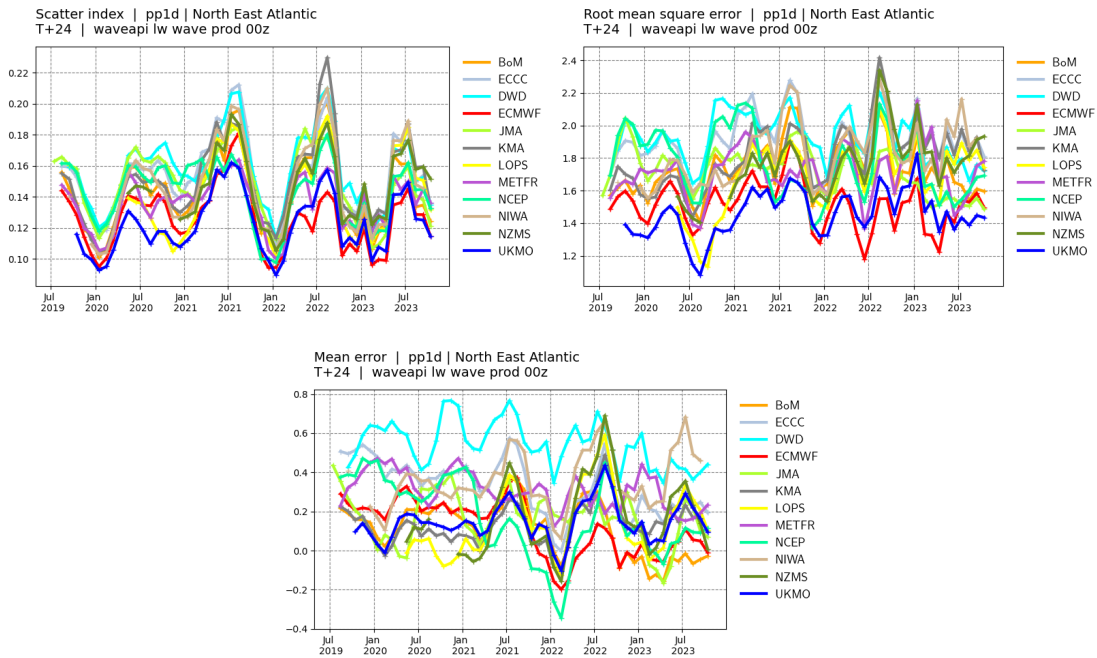 Scatter index | pp1d | North East Atlantic
T+24 | waveapi lw wave prod 00z
0.22
0.20
0.18
0.16
0.14
0.12
0.10
Jul 2019
Jan 2020
Jul 2020
Jan 2021
Jul 2021
Jan 2022
Jul 2022
Jan 2023
Jul 2023
BoM
ECCC
DWD
ECMWF
JMA
KMA
LOPS
METFR
NCEP
NIWA
NZMS
UKMO
Root mean square error | pp1d | North East Atlantic
T+24 | waveapi lw wave prod 00z
2.4
2.2
2.0
1.8
1.6
1.4
1.2
Jul 2019
Jan 2020
Jul 2020
Jan 2021
Jul 2021
Jan 2022
Jul 2022
Jan 2023
Jul 2023
BoM
ECCC
DWD
ECMWF
JMA
KMA
LOPS
METFR
NCEP
NIWA
NZMS
UKMO
Mean error | pp1d | North East Atlantic
T+24 | waveapi lw wave prod 00z
0.8
0.6
0.4
0.2
0.0
−0.2
−0.4
Jul 2019
Jan 2020
Jul 2020
Jan 2021
Jul 2021
Jan 2022
Jul 2022
Jan 2023
Jul 2023
BoM
ECCC
DWD
ECMWF
JMA
KMA
LOPS
METFR
NCEP
NIWA
NZMS
UKMO